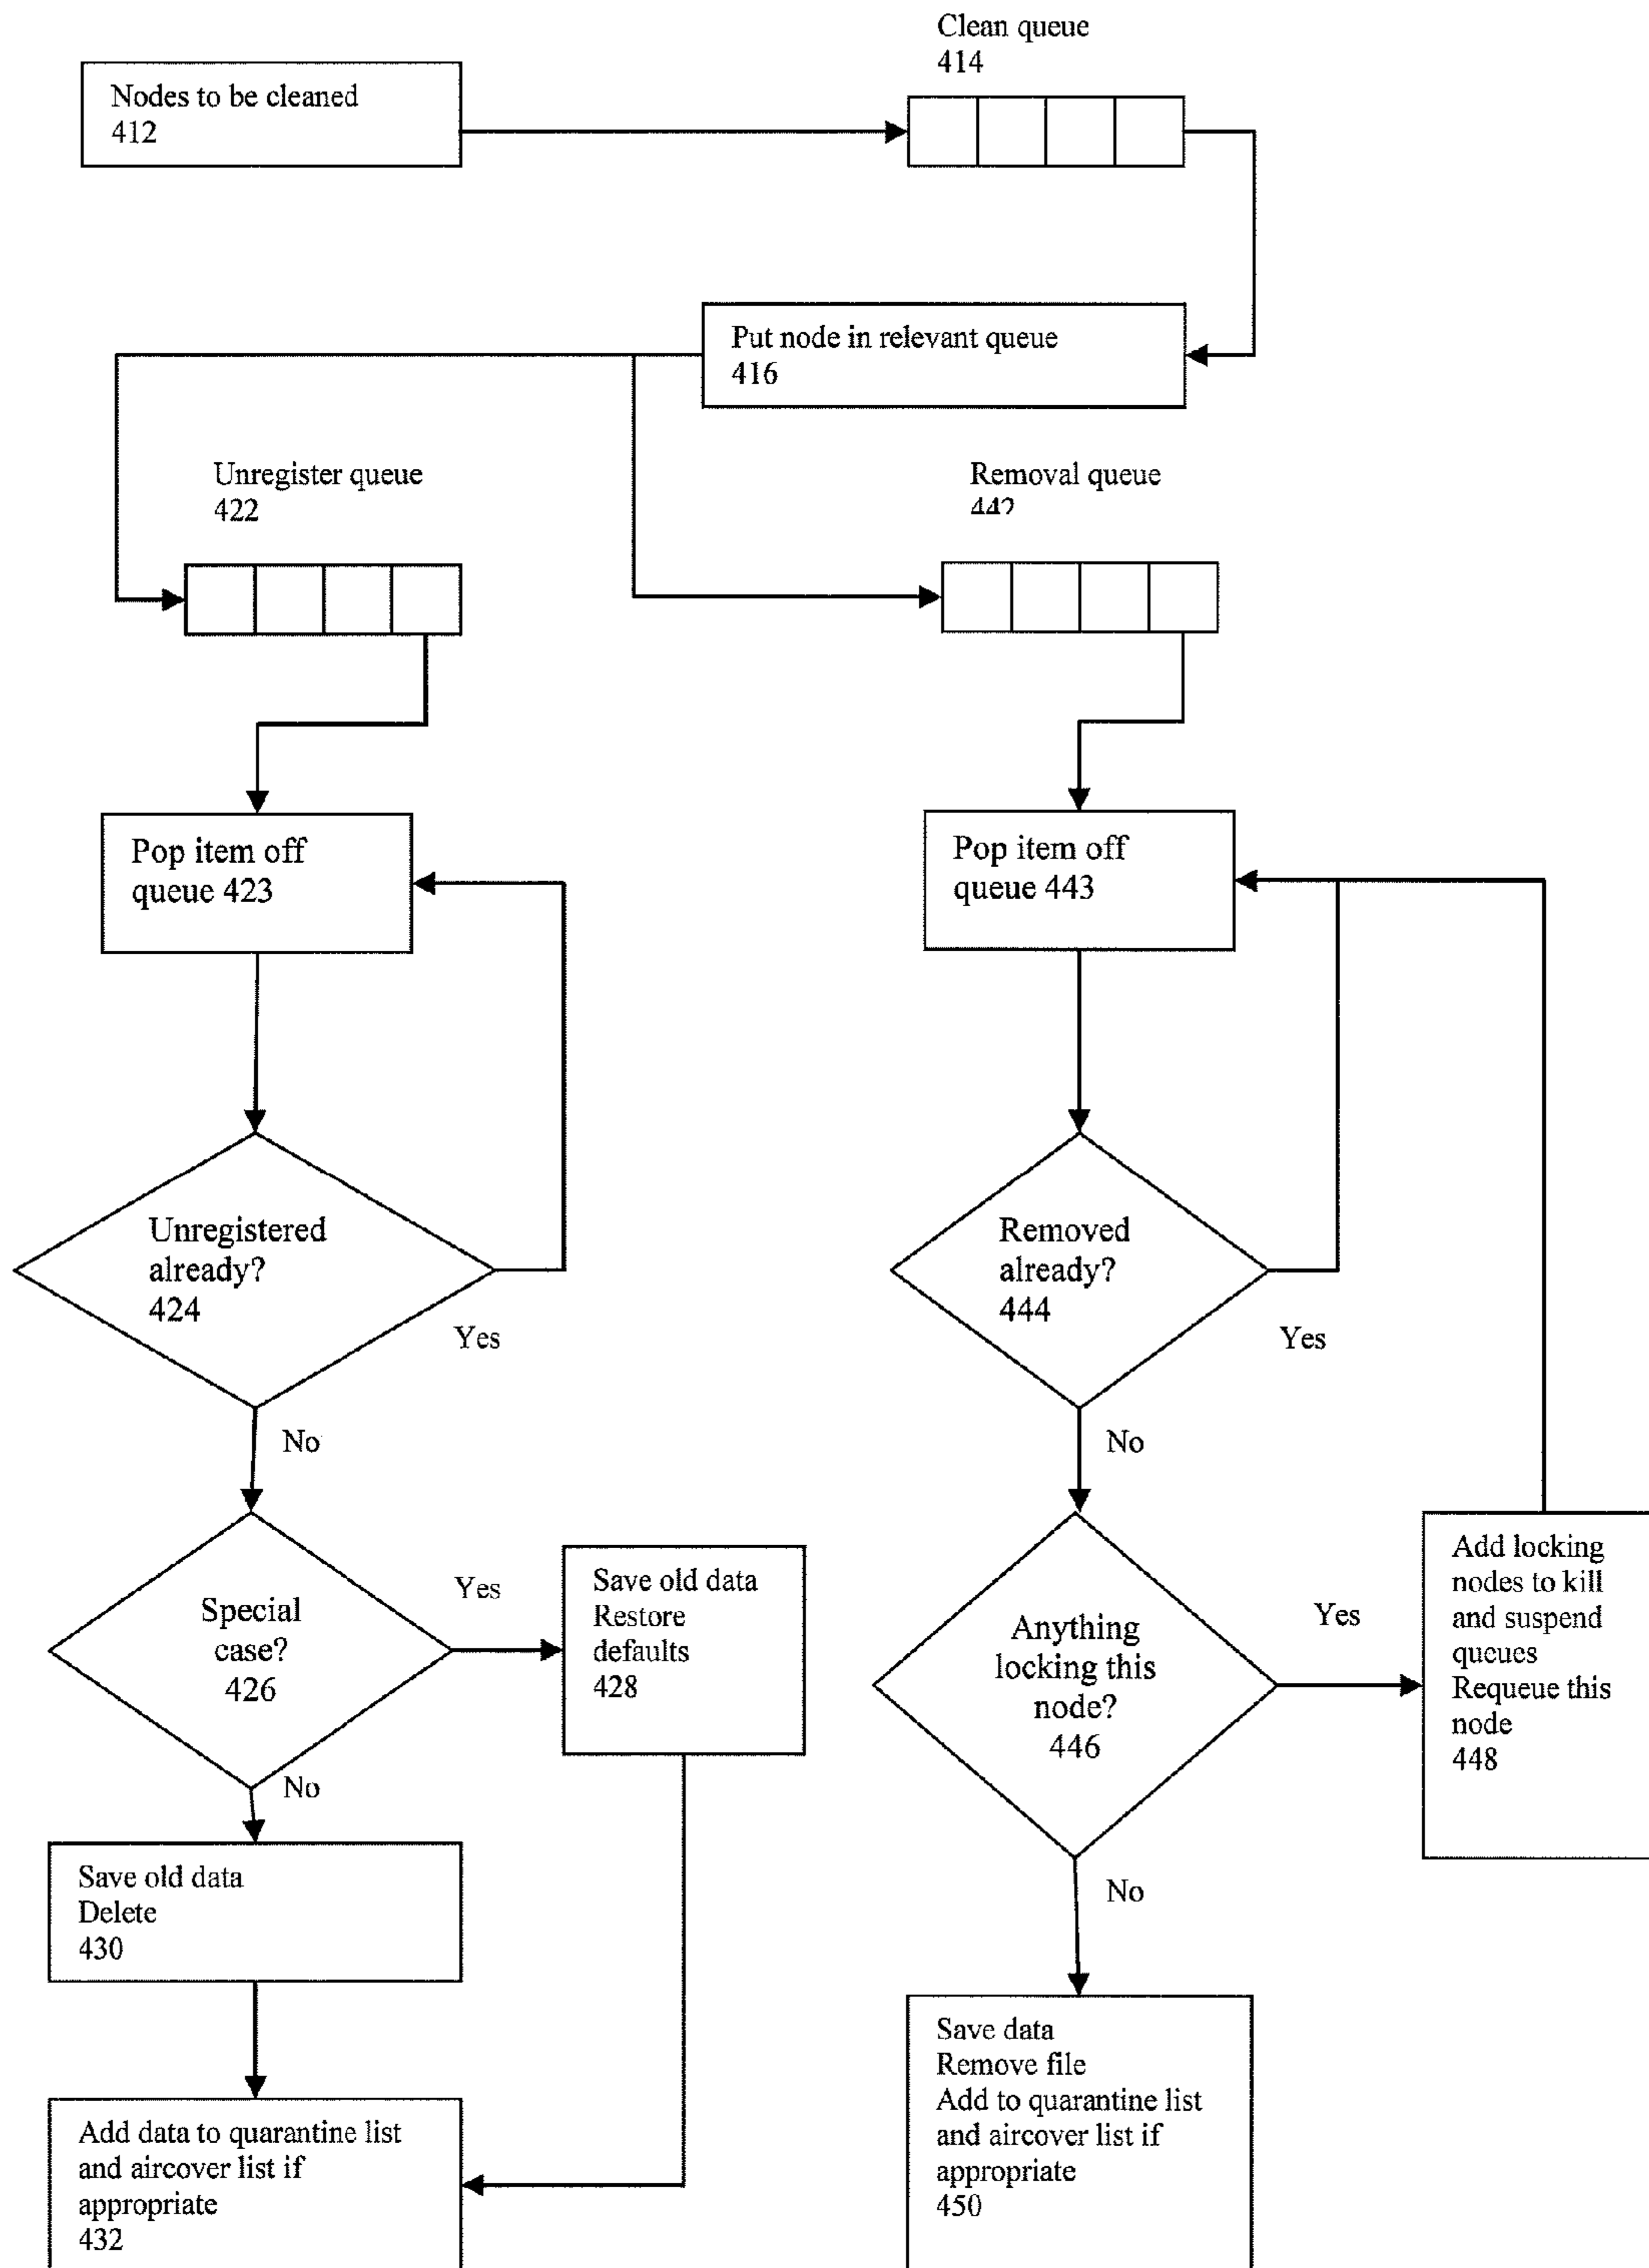 Clean queue
414
Nodes to be cleaned
412
Put node in relevant queue
416
Unregister queue
422
Removal queue
442
Pop item off
queue 423
Pop item off
queue 443
Unregistered
already?
424
Yes
Removed
already?
444
Yes
No
No
Special
case?
426
Yes
Save old data
Restore
defaults
428
Anything
locking this
node?
446
Yes
Add locking
nodes to kill
and suspend
queues
Requeue this
node
448
No
Save old data
Delete
430
No
Add data to quarantine list
and aircover list if
appropriate
432
Save data
Remove file
Add to quarantine list
and aircover list if
appropriate
450